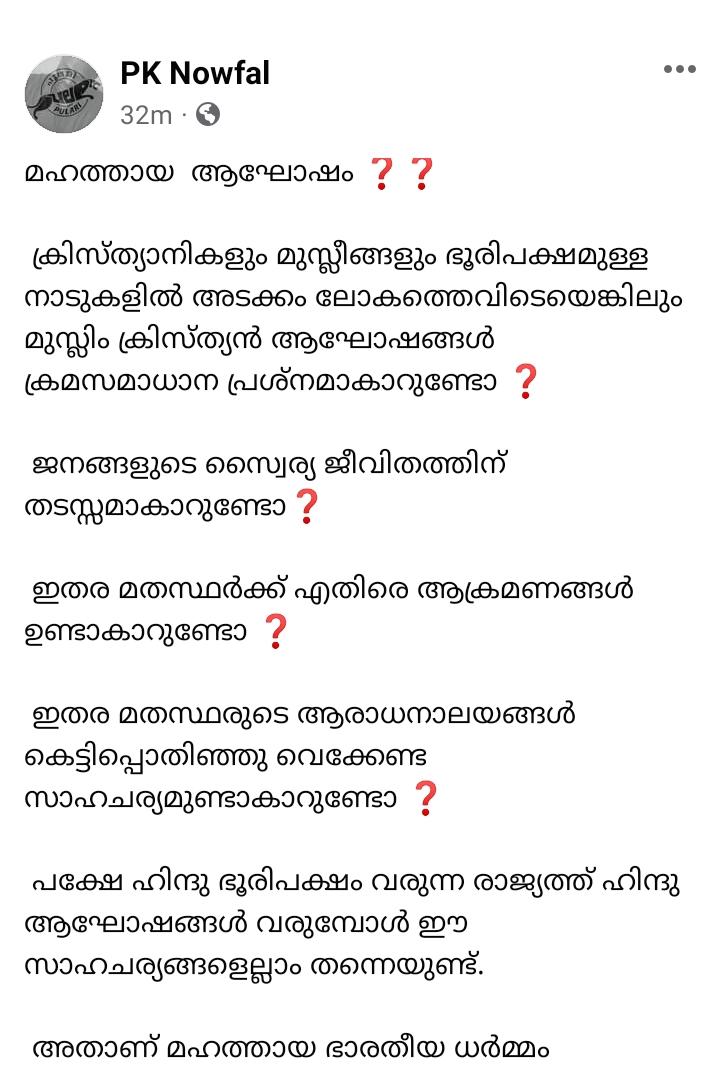 PK Nowfal
32m ·
മഹത്തായ ആഘോഷം ❓❓
ക്രിസ്ത്യാനികളും മുസ്ലീങ്ങളും ഭൂരിപക്ഷമുള്ള
നാടുകളിൽ അടക്കം ലോകത്തെവിടെയെങ്കിലും
മുസ്ലിം ക്രിസ്ത്യൻ ആഘോഷങ്ങൾ
ക്രമസമാധാന പ്രശ്നമാകാറുണ്ടോ ❓
ജനങ്ങളുടെ സ്വൈര്യ ജീവിതത്തിന്
തടസ്സമാകാറുണ്ടോ❓
ഇതര മതസ്ഥർക്ക് എതിരെ ആക്രമണങ്ങൾ
ഉണ്ടാകാറുണ്ടോ ❓
ഇതര മതസ്ഥരുടെ ആരാധനാലയങ്ങൾ
കെട്ടിപ്പൊതിഞ്ഞു വെക്കേണ്ട
സാഹചര്യമുണ്ടാകാറുണ്ടോ ❓
പക്ഷേ ഹിന്ദു ഭൂരിപക്ഷം വരുന്ന രാജ്യത്ത് ഹിന്ദു
ആഘോഷങ്ങൾ വരുമ്പോൾ ഈ
സാഹചര്യങ്ങളെല്ലാം തന്നെയുണ്ട്.
അതാണ് മഹത്തായ ഭാരതീയ ധർമ്മം